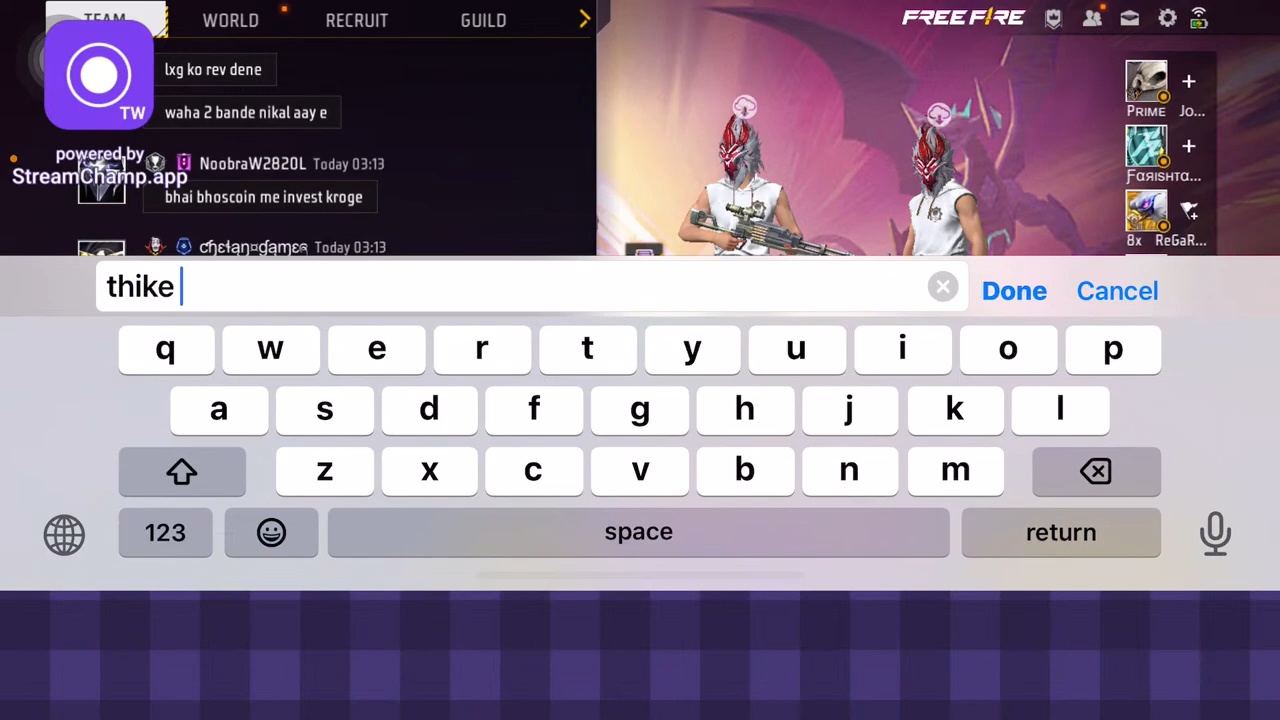 TEAM WORLD RECRUIT GUILD
FREE FIRE
lxg ko rev dene
waha 2 bande nikal aay e
TW
powered by
StreamChamp.app
NoobraW2820L Today 03:13
bhai bhoscoin me invest kroge
Today 03:13
PRIME Jo...
8x ReGaR...
thike
Done Cancel
q w e r t y u i o p
a s d f g h j k l
z x c v b n m
123 space return